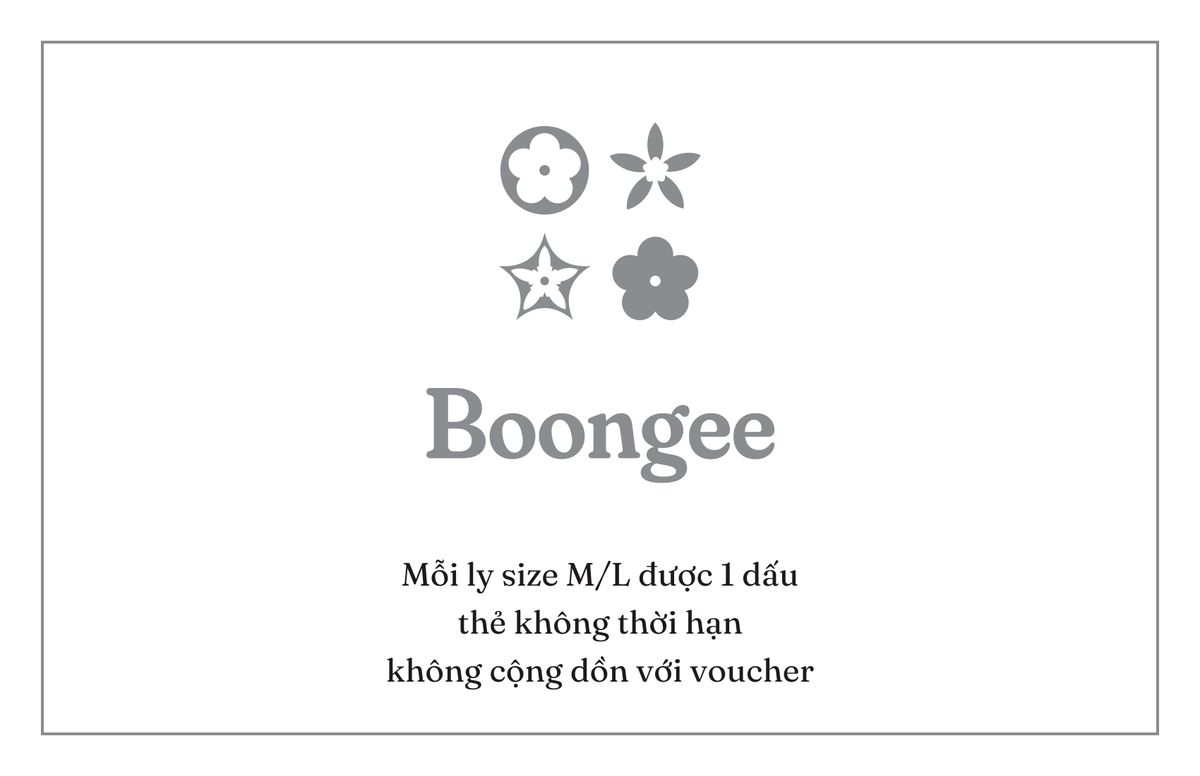 Boongee
Mỗi ly size M/L được 1 dấu
thẻ không thời hạn
không cộng dồn với voucher